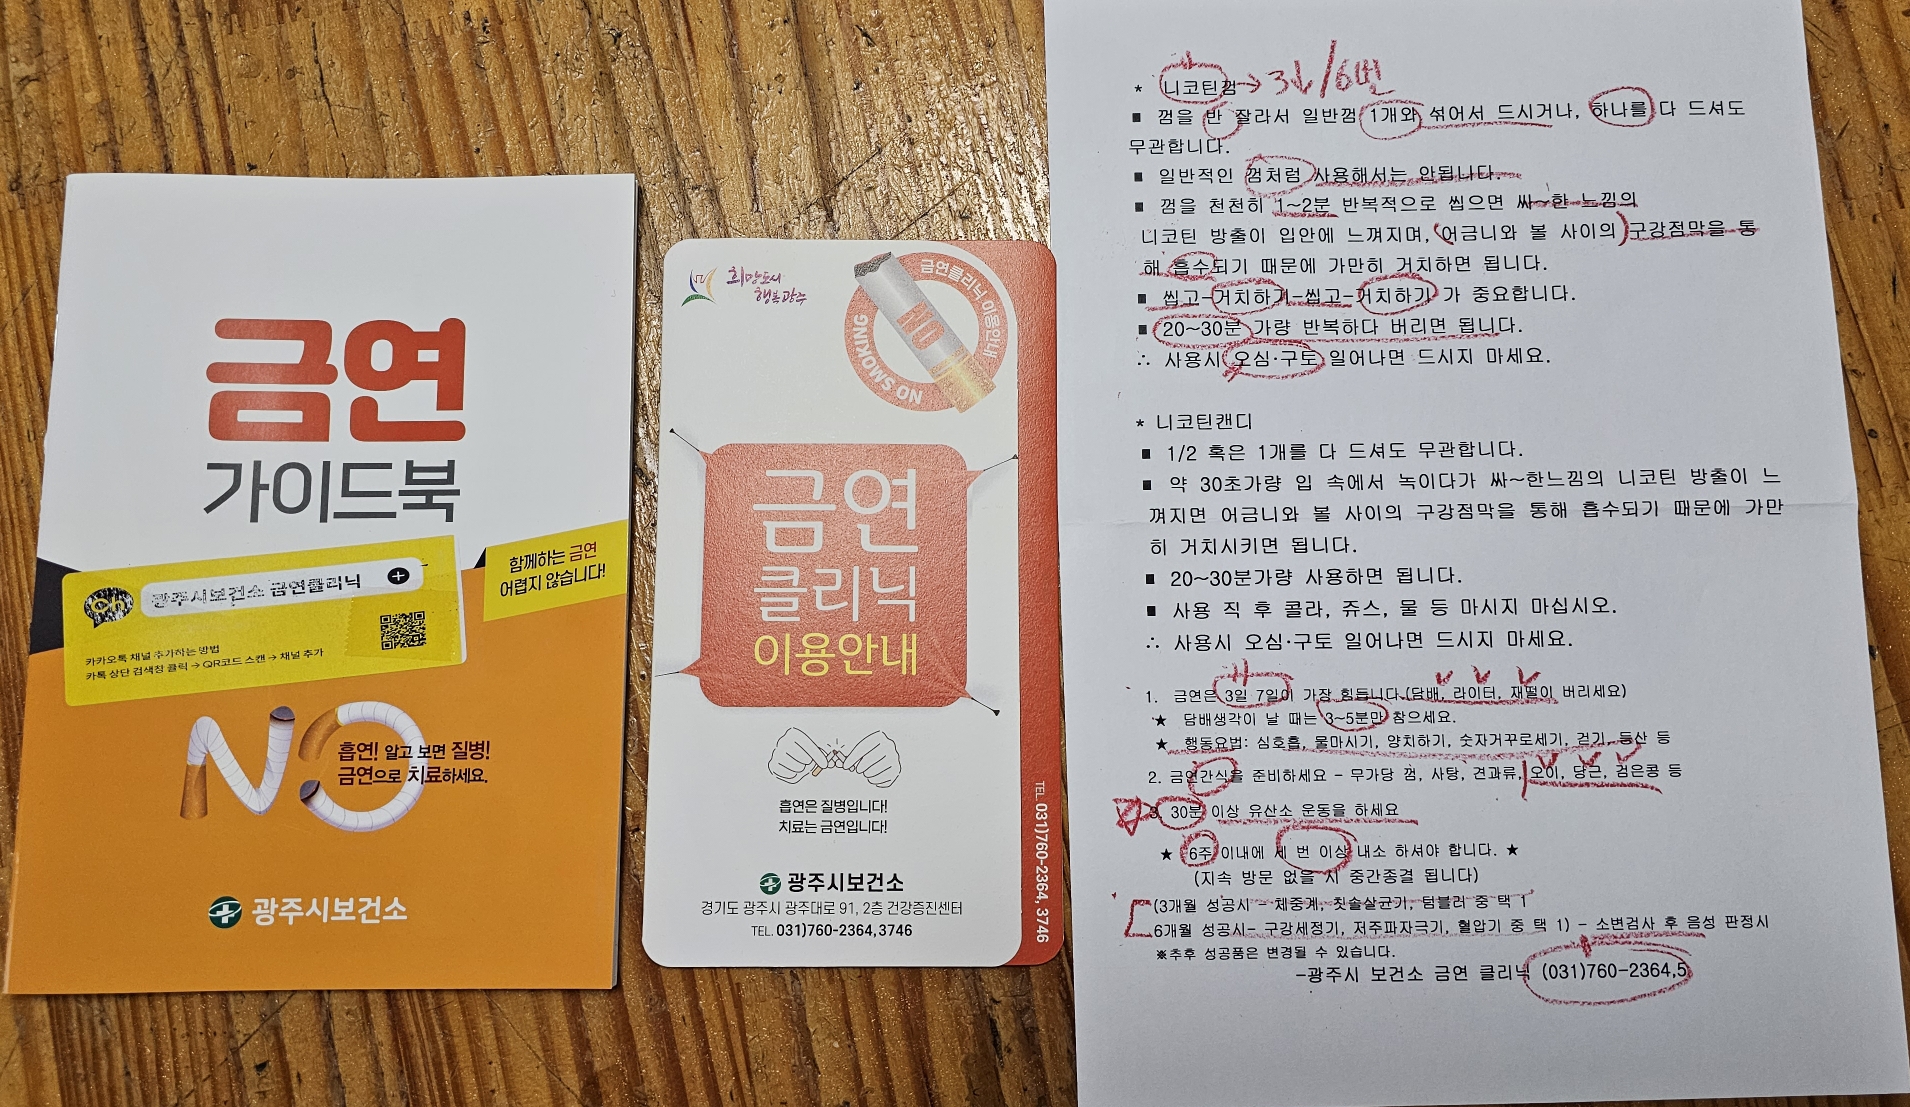 금연
가이드북
함께하는 금연
어렵지 않습니다!
광주시보건소 금연클리닉
카카오톡 채널 추가하는 방법
카톡 상단 검색창 클릭 → QR코드 스캔 → 채널 추가
NO
흡연! 알고 보면 질병!
금연으로 치료하세요.
광주시보건소
희망도시
행복광주
금연클리닉 이용안내
NO SMOKING
NO
금연
클리닉
이용안내
흡연은 질병입니다!
치료는 금연입니다!
광주시보건소
경기도 광주시 광주대로 91, 2층 건강증진센터
TEL. 031)760-2364, 3746
TEL. 031)760-2364, 3746
* 니코틴껌→
■ 껌을 반 잘라서 일반껌 1개와 섞어서 드시거나, 하나를 다 드셔도
무관합니다.
■ 일반적인 껌처럼 사용해서는 안됩니다.
■ 껌을 천천히 1~2분 반복적으로 씹으면 싸~한 느낌의
니코틴 방출이 입안에 느껴지며, 어금니와 볼 사이의 구강점막을 통
해 흡수되기 때문에 가만히 거치하면 됩니다.
■ 씹고-거치하기-씹고-거치하기 가 중요합니다.
■ 20~30분 가량 반복하다 버리면 됩니다.
∴ 사용시 오심·구토 일어나면 드시지 마세요.
* 니코틴캔디
■ 1/2 혹은 1개를 다 드셔도 무관합니다.
■ 약 30초가량 입 속에서 녹이다가 싸~한느낌의 니코틴 방출이 느
껴지면 어금니와 볼 사이의 구강점막을 통해 흡수되기 때문에 가만
히 거치시키면 됩니다.
■ 20~30분가량 사용하면 됩니다.
■ 사용 직 후 콜라, 쥬스, 물 등 마시지 마십시오.
∴ 사용시 오심·구토 일어나면 드시지 마세요.
1. 금연은 3일 7일이 가장 힘듭니다.(담배, 라이터, 재떨이 버리세요)
★ 담배생각이 날 때는 3~5분만 참으세요.
★ 행동요법: 심호흡, 물마시기, 양치하기, 숫자거꾸로세기, 걷기, 등산 등
2. 금연간식을 준비하세요 - 무가당 껌, 사탕, 견과류, 오이, 당근, 검은콩 등
3. 30분 이상 유산소 운동을 하세요
★ 6주 이내에 세 번 이상 내소 하셔야 합니다. ★
(지속 방문 없을 시 중간종결 됩니다)
(3개월 성공시 - 체중계, 칫솔살균기, 텀블러 중 택 1
6개월 성공시- 구강세정기, 저주파자극기, 혈압기 중 택 1) - 소변검사 후 음성 판정시
※추후 성공품은 변경될 수 있습니다.
-광주시 보건소 금연 클리닉 (031)760-2364,5